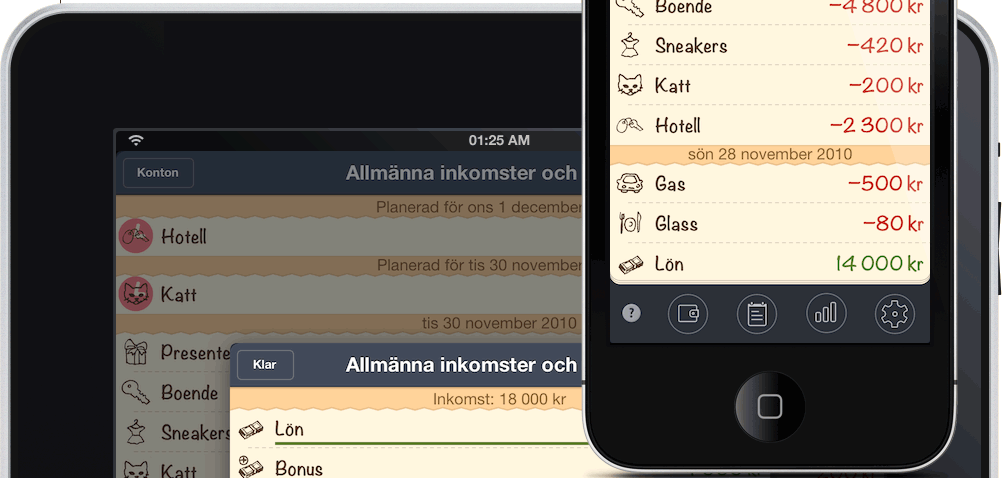 01:25 AM
Konton
Allmänna inkomster och
Planerad för ons 1 december
Hotell
Planerad för tis 30 november
Katt
tis 30 november 2010
Presente
Boende
Sneakers
Katt
Klar
Allmänna inkomster och
Inkomst: 18 000 kr
Lön
Bonus
Boende −4 800 kr
Sneakers −420 kr
Katt −200 kr
Hotell −2 300 kr
sön 28 november 2010
Gas −500 kr
Glass −80 kr
Lön 14 000 kr
?